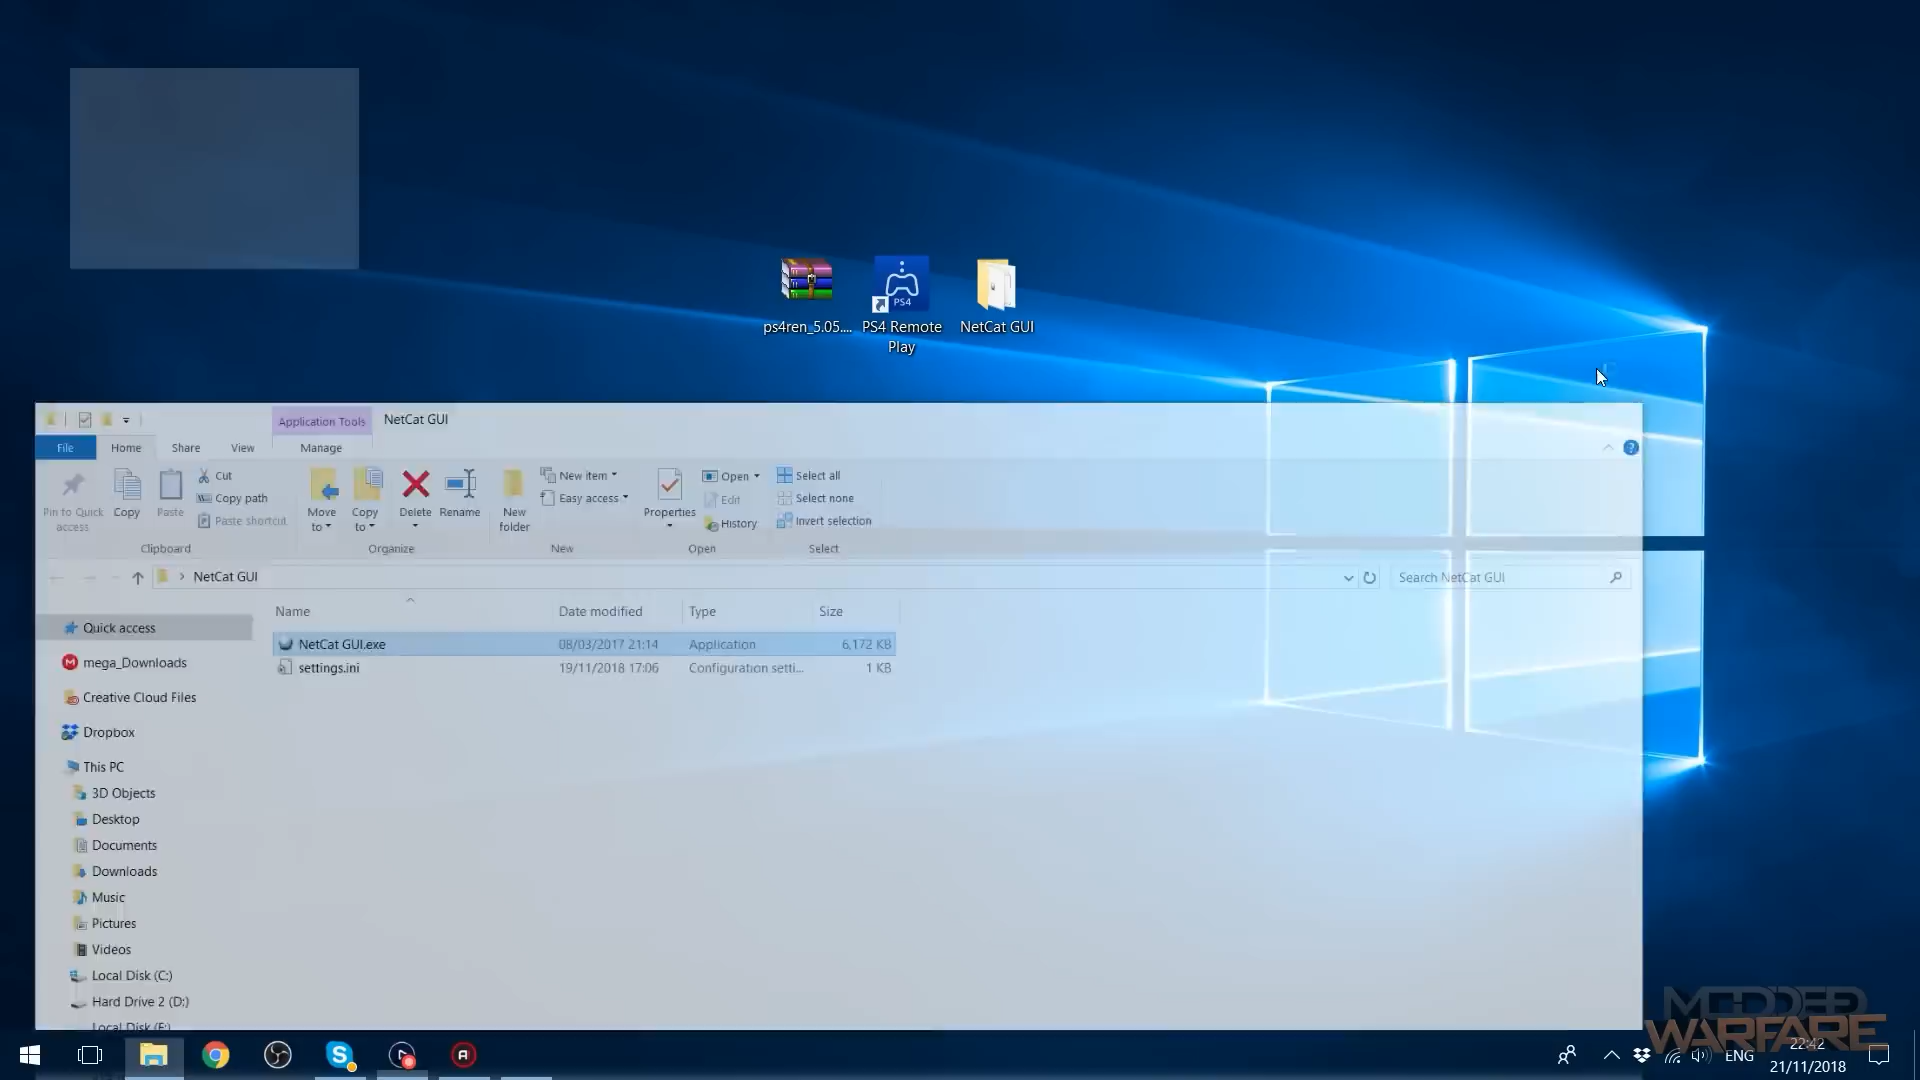 ps4ren_5.05....
PS4
PS4 Remote
Play
NetCat GUI
Application Tools
NetCat GUI
File
Home
Share
View
Manage
Pin to Quick
access
Copy
Paste
Cut
Copy path
Paste shortcut
Clipboard
Move
to
Copy
to
Delete
Rename
Organize
New
folder
New item
Easy access
New
Properties
Open
Edit
History
Open
Select all
Select none
Invert selection
Select
NetCat GUI
Search NetCat GUI
Name
Date modified
Type
Size
NetCat GUI.exe
08/03/2017 21:14
Application
6,172 KB
settings.ini
19/11/2018 17:06
Configuration setti...
1 KB
Quick access
mega_Downloads
Creative Cloud Files
Dropbox
This PC
3D Objects
Desktop
Documents
Downloads
Music
Pictures
Videos
Local Disk (C:)
Hard Drive 2 (D:)
Local Disk (E:)
MODDED
WARFARE
ENG
22:42
21/11/2018